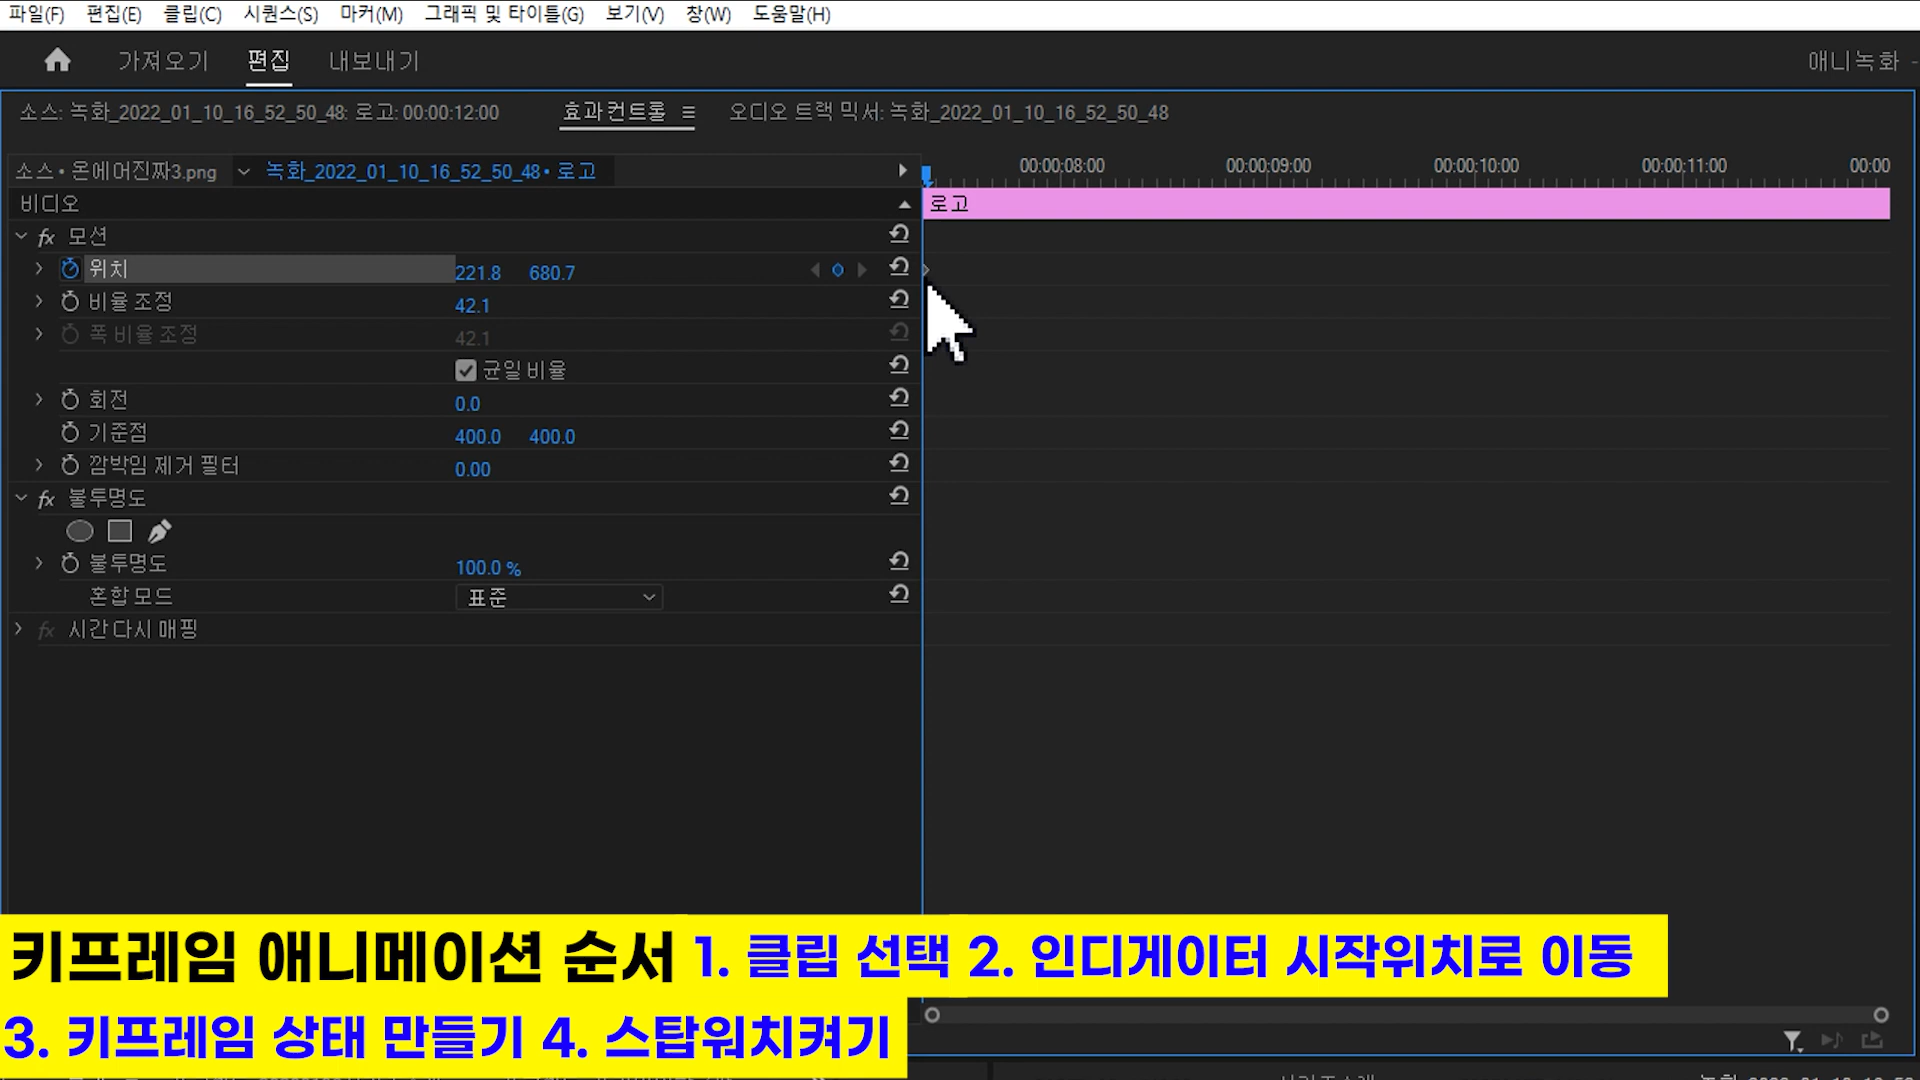 파일(F) 편집(E) 클립(C) 시퀀스(S) 마커(M) 그래픽 및 타이틀(G) 보기(V) 창(W) 도움말(H)
가져오기 편집 내보내기 애니녹화 -
소스: 녹화_2022_01_10_16_52_50_48: 로고: 00:00:12:00 효과 컨트롤 오디오 트랙 믹서: 녹화_2022_01_10_16_52_50_48
소스 • 온에어진짜3.png 녹화_2022_01_10_16_52_50_48 • 로고 00:00:08:00 00:00:09:00 00:00:10:00 00:00:11:00 00:00
비디오 로고
fx 모션
위치 221.8 680.7
비율 조정 42.1
폭 비율 조정 42.1
균일 비율
회전 0.0
기준점 400.0 400.0
깜박임 제거 필터 0.00
fx 불투명도
불투명도 100.0 %
혼합 모드 표준
fx 시간 다시 매핑
키프레임 애니메이션 순서 1. 클립 선택 2. 인디게이터 시작위치로 이동
3. 키프레임 상태 만들기 4. 스탑워치켜기